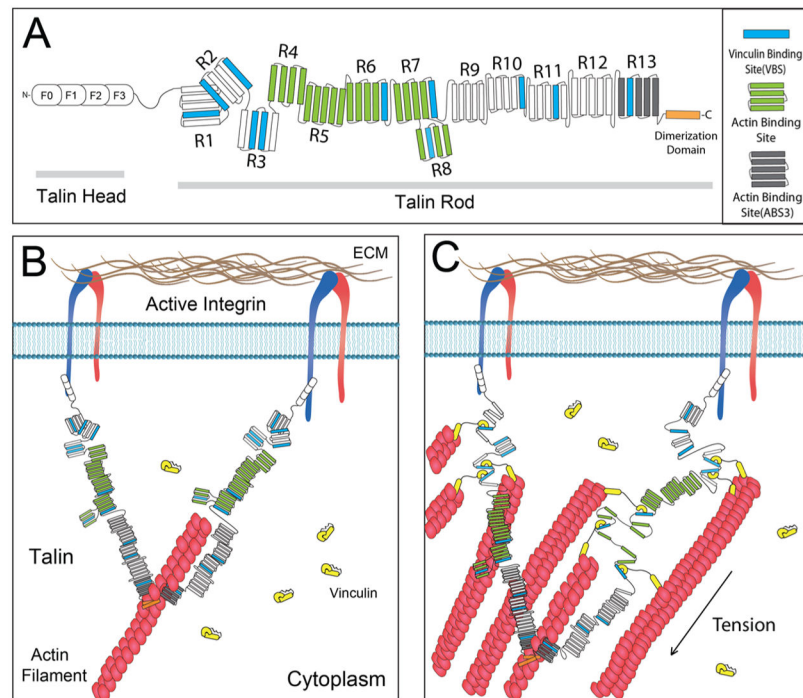 A
N-
F0
F1
F2
F3
R1
R2
R3
R4
R5
R6
R7
R8
R9
R10
R11
R12
R13
-C
Dimerization
Domain
Talin Head
Talin Rod
Vinculin Binding
Site(VBS)
Actin Binding
Site
Actin Binding
Site(ABS3)
B
ECM
Active Integrin
Talin
Vinculin
Actin
Filament
Cytoplasm
C
Tension